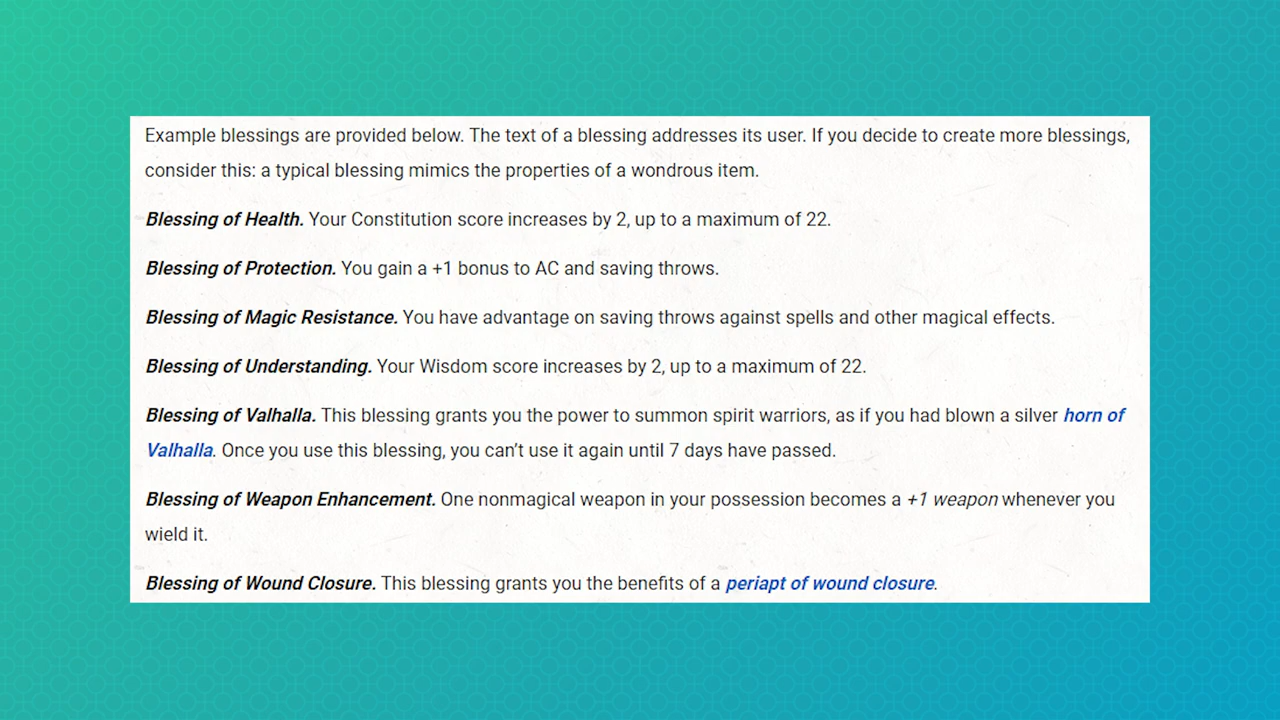 Example blessings are provided below. The text of a blessing addresses its user. If you decide to create more blessings,
consider this: a typical blessing mimics the properties of a wondrous item.
Blessing of Health. Your Constitution score increases by 2, up to a maximum of 22.
Blessing of Protection. You gain a +1 bonus to AC and saving throws.
Blessing of Magic Resistance. You have advantage on saving throws against spells and other magical effects.
Blessing of Understanding. Your Wisdom score increases by 2, up to a maximum of 22.
Blessing of Valhalla. This blessing grants you the power to summon spirit warriors, as if you had blown a silver horn of
Valhalla. Once you use this blessing, you can’t use it again until 7 days have passed.
Blessing of Weapon Enhancement. One nonmagical weapon in your possession becomes a +1 weapon whenever you
wield it.
Blessing of Wound Closure. This blessing grants you the benefits of a periapt of wound closure.